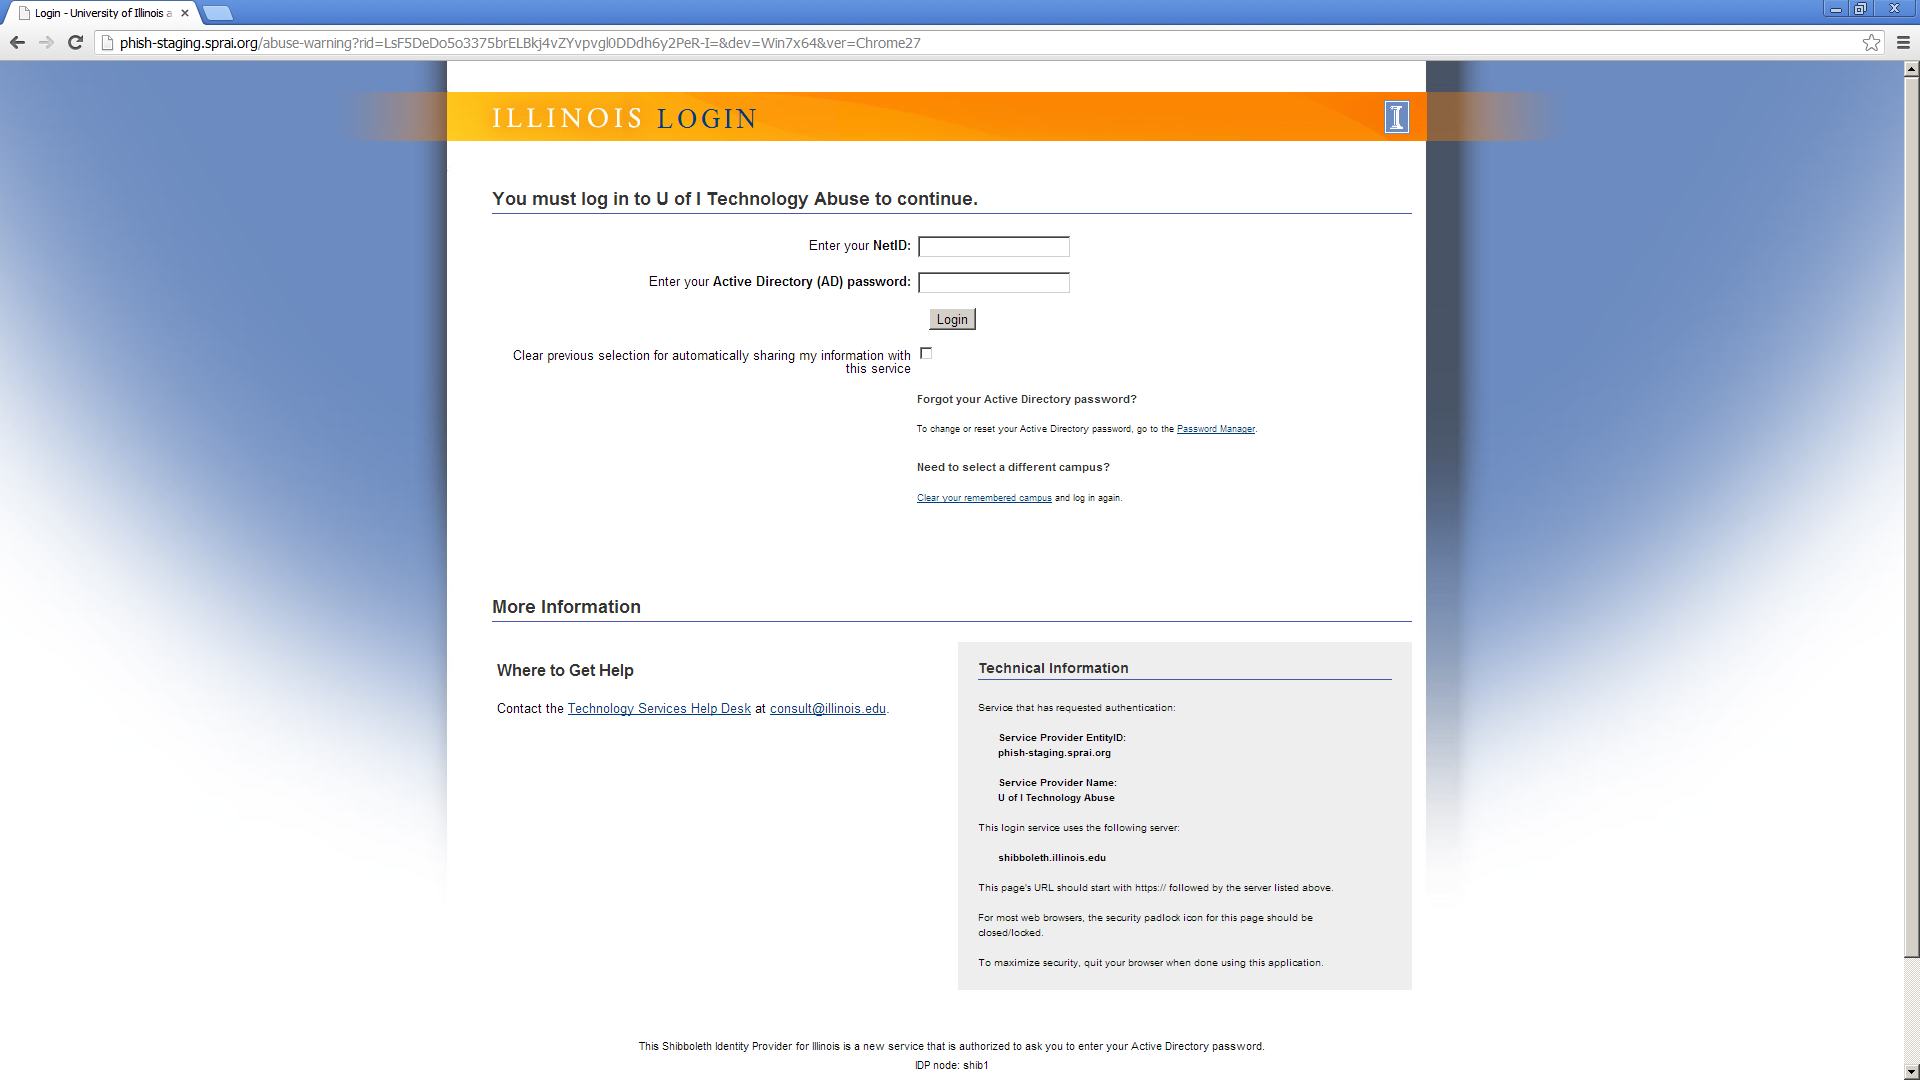 Login - University of Illinois a
phish-staging.sprai.org/abuse-warning?rid=LsF5DeDo5o3375brELBkj4vZYvpvgl0DDdh6y2PeR-I=&dev=Win7x64&ver=Chrome27
ILLINOIS LOGIN
I
You must log in to U of I Technology Abuse to continue.
Enter your NetID:
Enter your Active Directory (AD) password:
Login
Clear previous selection for automatically sharing my information with
this service
Forgot your Active Directory password?
To change or reset your Active Directory password, go to the Password Manager.
Need to select a different campus?
Clear your remembered campus and log in again.
More Information
Where to Get Help
Contact the Technology Services Help Desk at consult@illinois.edu.
Technical Information
Service that has requested authentication:
Service Provider EntityID:
phish-staging.sprai.org
Service Provider Name:
U of I Technology Abuse
This login service uses the following server:
shibboleth.illinois.edu
This page's URL should start with https:// followed by the server listed above.
For most web browsers, the security padlock icon for this page should be
closed/locked.
To maximize security, quit your browser when done using this application.
This Shibboleth Identity Provider for Illinois is a new service that is authorized to ask you to enter your Active Directory password.
IDP node: shib1